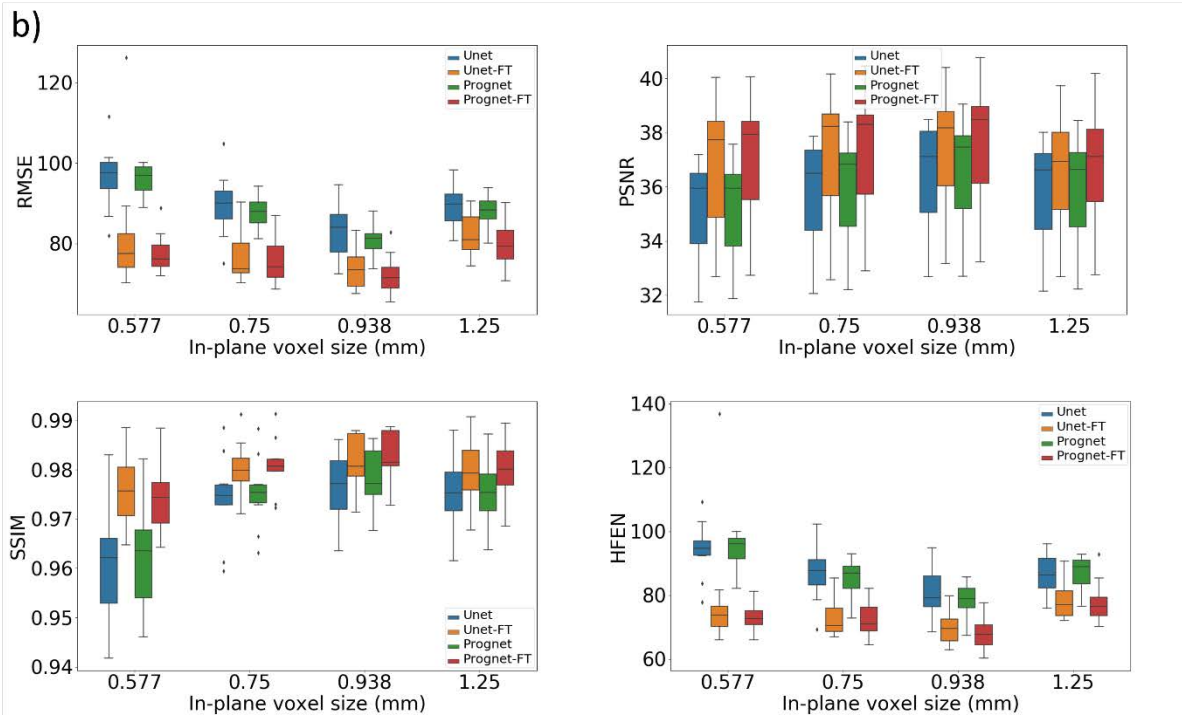 b)
Unet
Unet-FT
Prognet
Prognet-FT
120
100
80
RMSE
0.577 0.75 0.938 1.25
In-plane voxel size (mm)
Unet
Unet-FT
Prognet
Prognet-FT
40
38
36
34
32
PSNR
0.577 0.75 0.938 1.25
In-plane voxel size (mm)
0.99
0.98
0.97
0.96
0.95
0.94
SSIM
Unet
Unet-FT
Prognet
Prognet-FT
0.577 0.75 0.938 1.25
In-plane voxel size (mm)
140
120
100
80
60
HFEN
Unet
Unet-FT
Prognet
Prognet-FT
0.577 0.75 0.938 1.25
In-plane voxel size (mm)